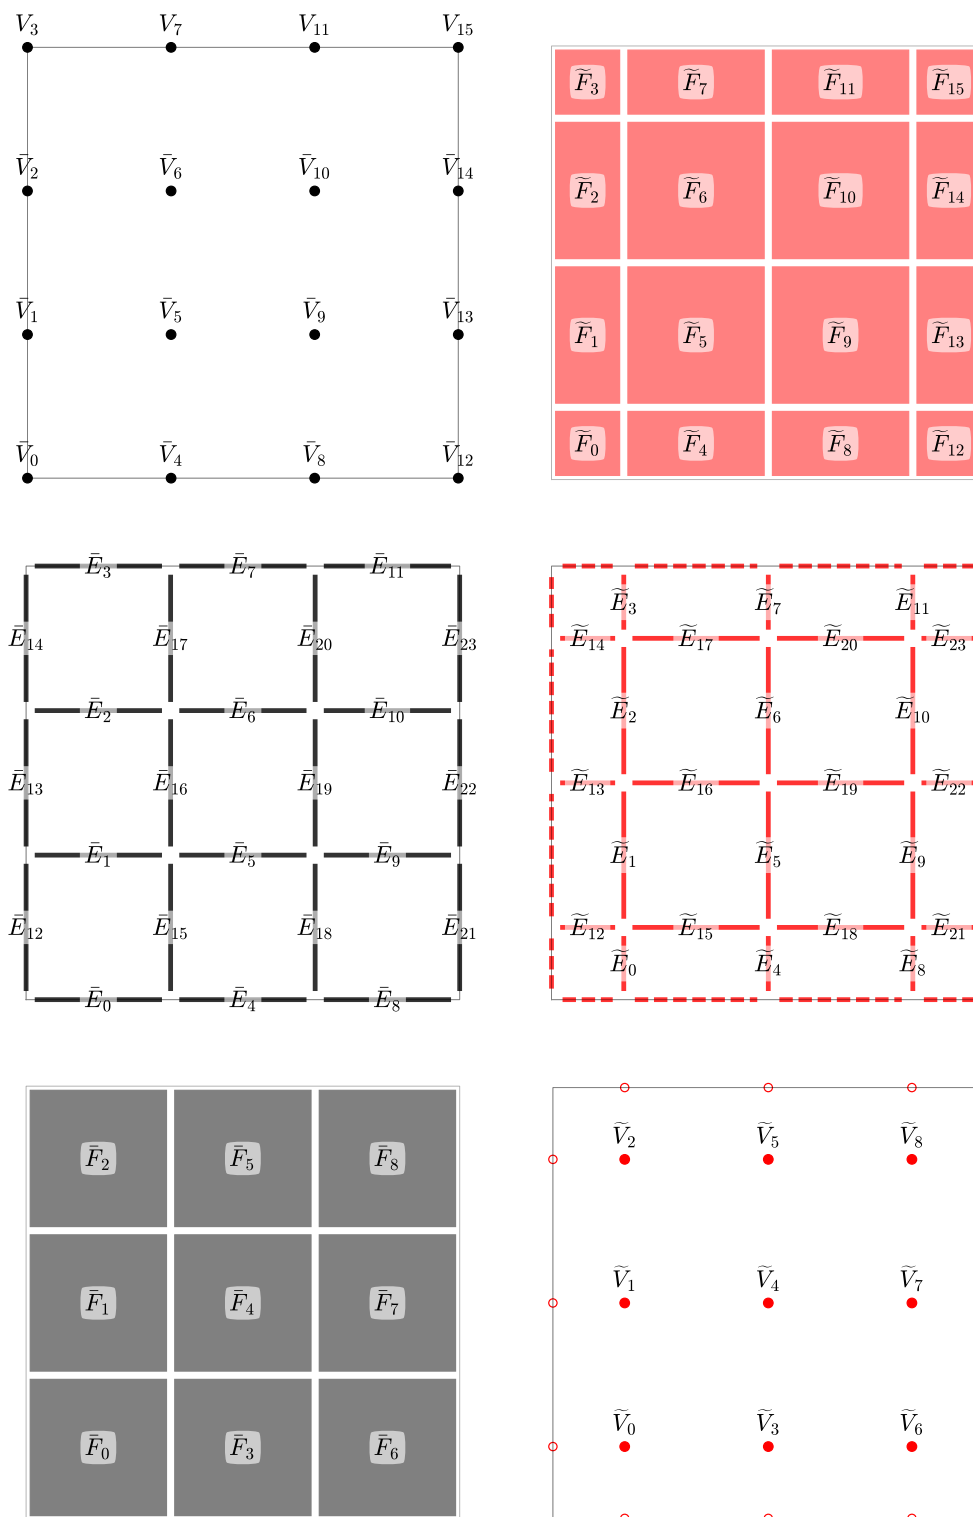 V₃ V₇ V₁₁ V₁₅
V̄₂ V̄₆ V̄₁₀ V̄₁₄
V̄₁ V̄₅ V̄₉ V̄₁₃
V̄₀ V̄₄ V̄₈ V̄₁₂
F̃₃ F̃₇ F̃₁₁ F̃₁₅
F̃₂ F̃₆ F̃₁₀ F̃₁₄
F̃₁ F̃₅ F̃₉ F̃₁₃
F̃₀ F̃₄ F̃₈ F̃₁₂
Ē₃ Ē₇ Ē₁₁
Ē₁₄ Ē₁₇ Ē₂₀ Ē₂₃
Ē₂ Ē₆ Ē₁₀
Ē₁₃ Ē₁₆ Ē₁₉ Ē₂₂
Ē₁ Ē₅ Ē₉
Ē₁₂ Ē₁₅ Ē₁₈ Ē₂₁
Ē₀ Ē₄ Ē₈
Ẽ₃ Ẽ₇ Ẽ₁₁
Ẽ₁₄ Ẽ₁₇ Ẽ₂₀ Ẽ₂₃
Ẽ₂ Ẽ₆ Ẽ₁₀
Ẽ₁₃ Ẽ₁₆ Ẽ₁₉ Ẽ₂₂
Ẽ₁ Ẽ₅ Ẽ₉
Ẽ₁₂ Ẽ₁₅ Ẽ₁₈ Ẽ₂₁
Ẽ₀ Ẽ₄ Ẽ₈
F̄₂ F̄₅ F̄₈
F̄₁ F̄₄ F̄₇
F̄₀ F̄₃ F̄₆
Ṽ₂ Ṽ₅ Ṽ₈
Ṽ₁ Ṽ₄ Ṽ₇
Ṽ₀ Ṽ₃ Ṽ₆